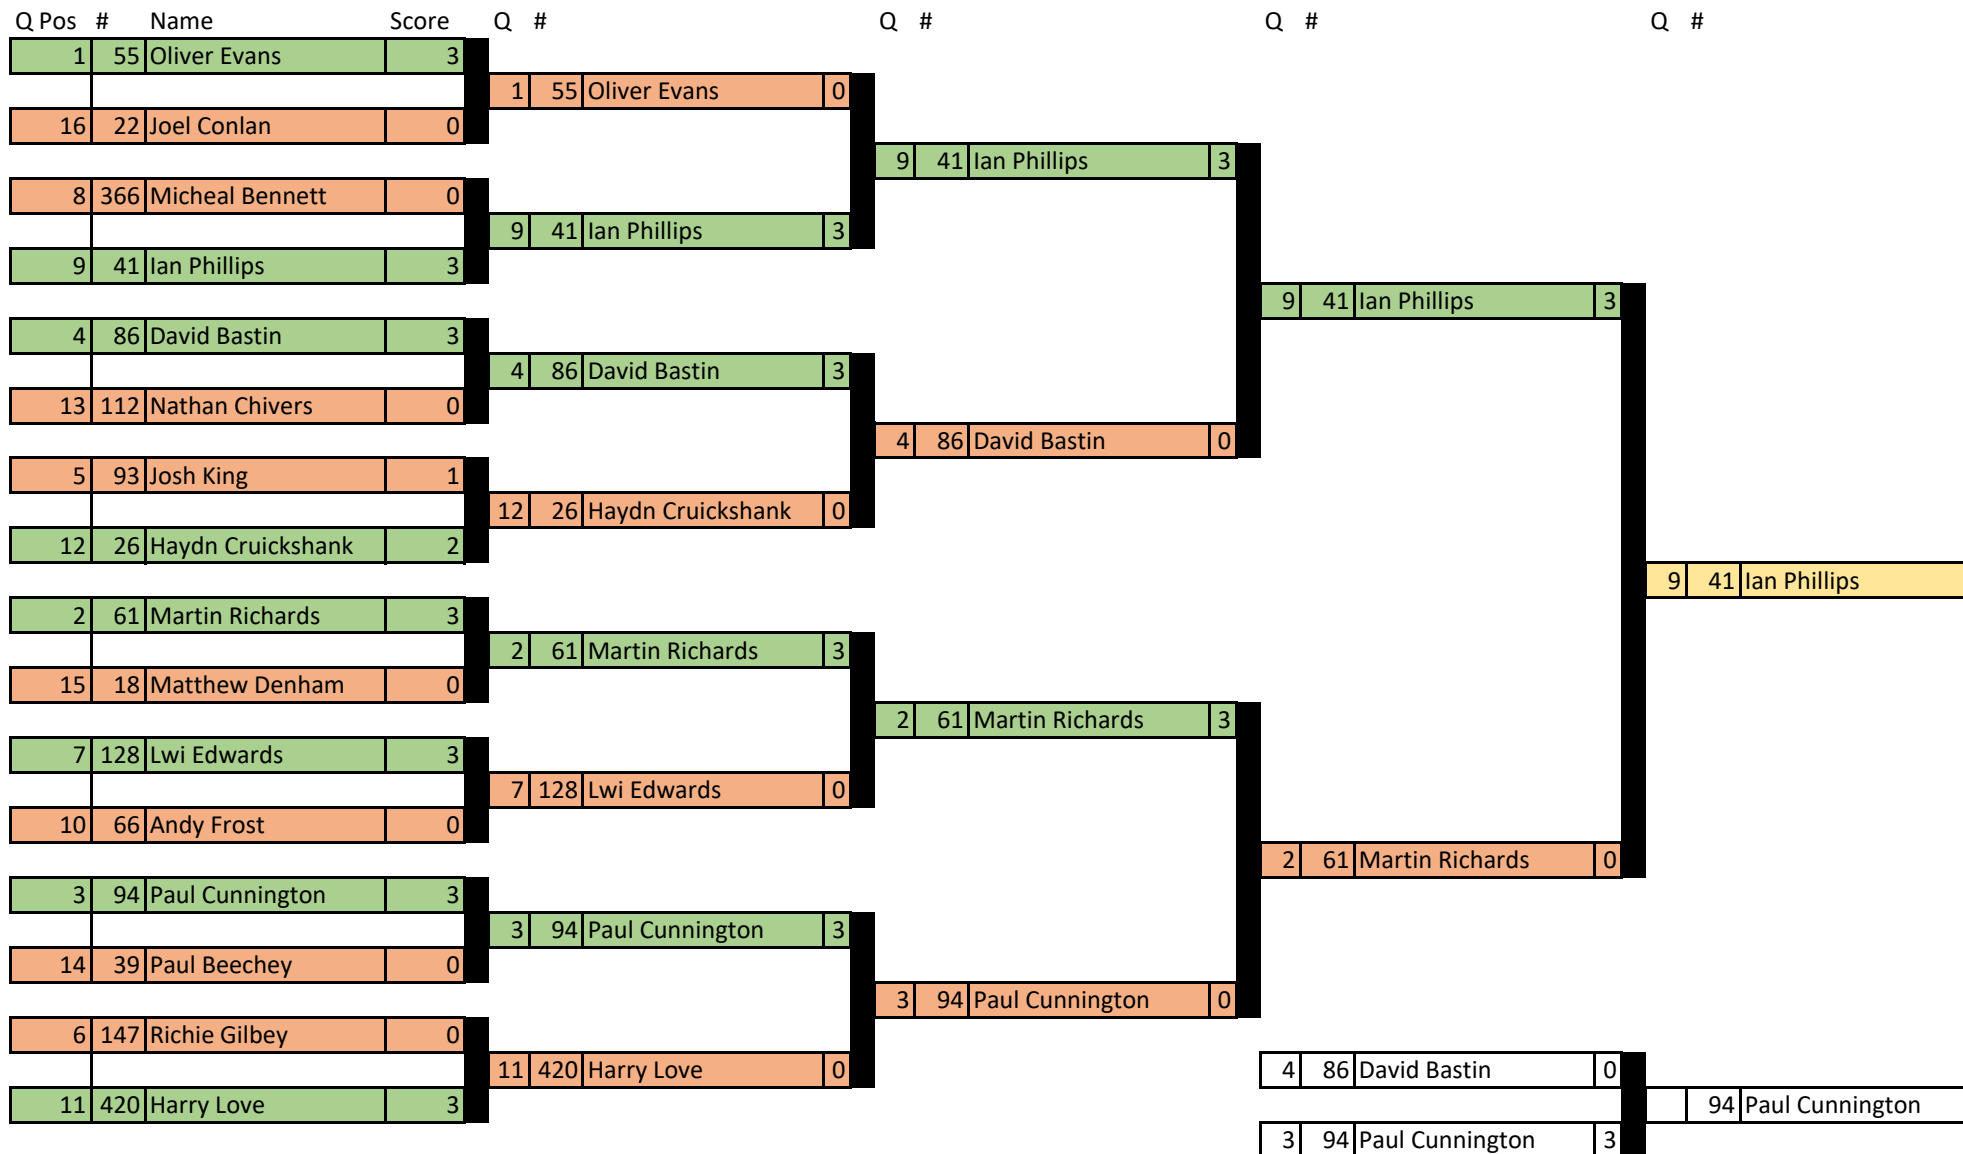 Q Pos # Name Score Q # Q # Q # Q #
1 55 Oliver Evans 3
1 55 Oliver Evans 0
16 22 Joel Conlan 0
9 41 Ian Phillips 3
8 366 Micheal Bennett 0
9 41 Ian Phillips 3
9 41 Ian Phillips 3
9 41 Ian Phillips 3
4 86 David Bastin 3
4 86 David Bastin 3
13 112 Nathan Chivers 0
4 86 David Bastin 0
5 93 Josh King 1
12 26 Haydn Cruickshank 0
12 26 Haydn Cruickshank 2
9 41 Ian Phillips
2 61 Martin Richards 3
2 61 Martin Richards 3
15 18 Matthew Denham 0
2 61 Martin Richards 3
7 128 Lwi Edwards 3
7 128 Lwi Edwards 0
10 66 Andy Frost 0
2 61 Martin Richards 0
3 94 Paul Cunnington 3
3 94 Paul Cunnington 3
14 39 Paul Beechey 0
3 94 Paul Cunnington 0
6 147 Richie Gilbey 0
11 420 Harry Love 0
4 86 David Bastin 0
11 420 Harry Love 3
94 Paul Cunnington
3 94 Paul Cunnington 3